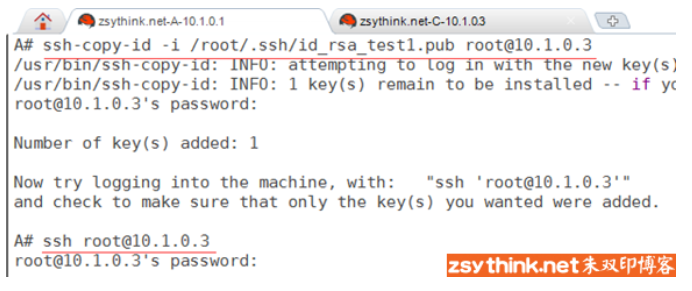 zsythink.net-A-10.1.0.1 zsythink.net-C-10.1.03
A# ssh-copy-id -i /root/.ssh/id_rsa_test1.pub root@10.1.0.3
/usr/bin/ssh-copy-id: INFO: attempting to log in with the new key(s)
/usr/bin/ssh-copy-id: INFO: 1 key(s) remain to be installed -- if yo
root@10.1.0.3's password:
Number of key(s) added: 1
Now try logging into the machine, with:   "ssh 'root@10.1.0.3'"
and check to make sure that only the key(s) you wanted were added.
A# ssh root@10.1.0.3
root@10.1.0.3's password:
zsythink.net朱双印博客